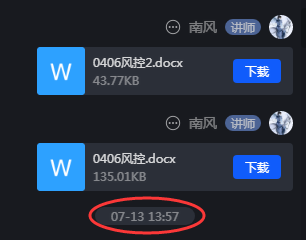 南风 讲师
W 0406风控2.docx 下载
43.77KB
南风 讲师
W 0406风控.docx 下载
135.01KB
07-13 13:57